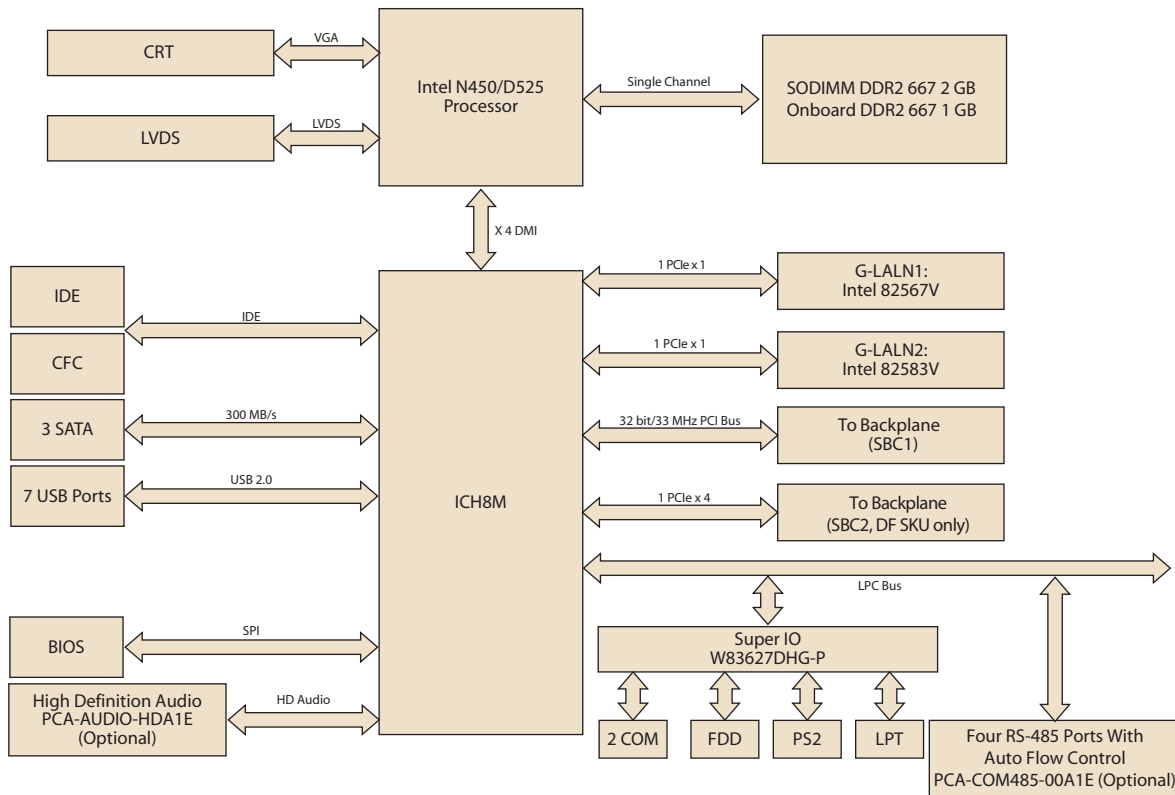 CRT
VGA
Intel N450/D525
Processor
Single Channel
SODIMM DDR2 667 2 GB
Onboard DDR2 667 1 GB
LVDS
LVDS
X 4 DMI
IDE
IDE
CFC
3 SATA
300 MB/s
7 USB Ports
USB 2.0
ICH8M
BIOS
SPI
High Definition Audio
PCA-AUDIO-HDA1E
(Optional)
HD Audio
1 PCIe x 1
G-LALN1:
Intel 82567V
1 PCIe x 1
G-LALN2:
Intel 82583V
32 bit/33 MHz PCI Bus
To Backplane
(SBC1)
1 PCIe x 4
To Backplane
(SBC2, DF SKU only)
LPC Bus
Super IO
W83627DHG-P
2 COM
FDD
PS2
LPT
Four RS-485 Ports With
Auto Flow Control
PCA-COM485-00A1E (Optional)